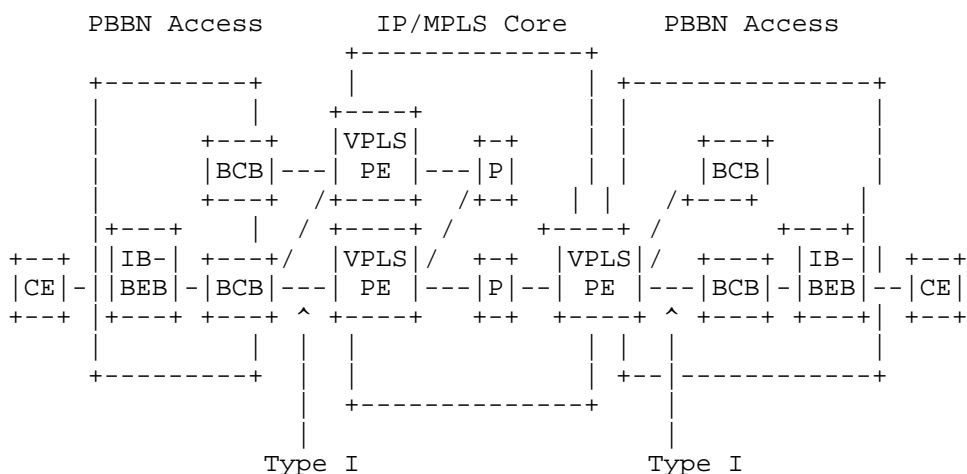 PBBN Access IP/MPLS Core PBBN Access
VPLS
BCB PE P BCB
IB- VPLS VPLS IB-
CE BEB BCB PE P PE BCB BEB CE
Type I Type I